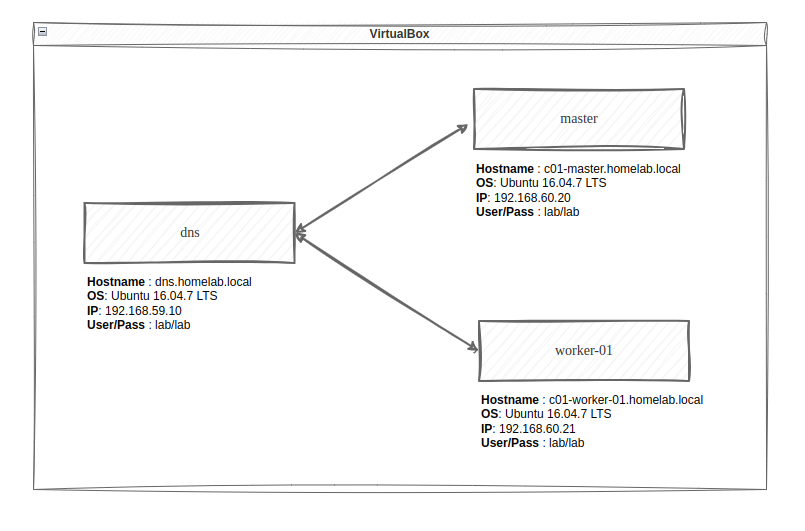 VirtualBox
master
Hostname : c01-master.homelab.local
OS: Ubuntu 16.04.7 LTS
IP: 192.168.60.20
User/Pass : lab/lab
dns
Hostname : dns.homelab.local
OS: Ubuntu 16.04.7 LTS
IP: 192.168.59.10
User/Pass : lab/lab
worker-01
Hostname : c01-worker-01.homelab.local
OS: Ubuntu 16.04.7 LTS
IP: 192.168.60.21
User/Pass : lab/lab